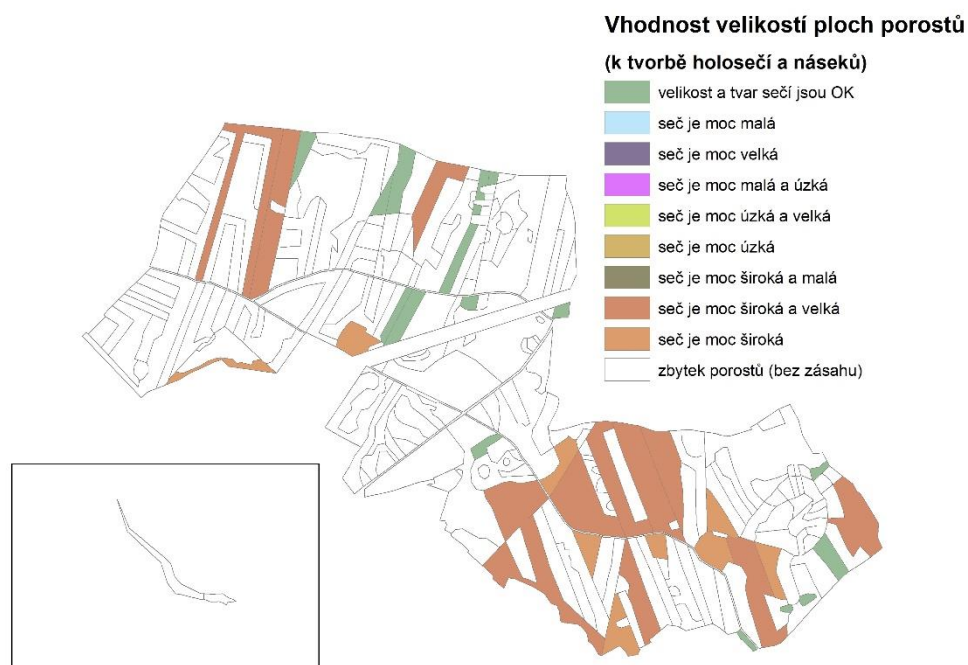 Vhodnost velikostí ploch porostů
(k tvorbě holosečí a náseků)
velikost a tvar sečí jsou OK
seč je moc malá
seč je moc velká
seč je moc malá a úzká
seč je moc úzká a velká
seč je moc úzká
seč je moc široká a malá
seč je moc široká a velká
seč je moc široká
zbytek porostů (bez zásahu)